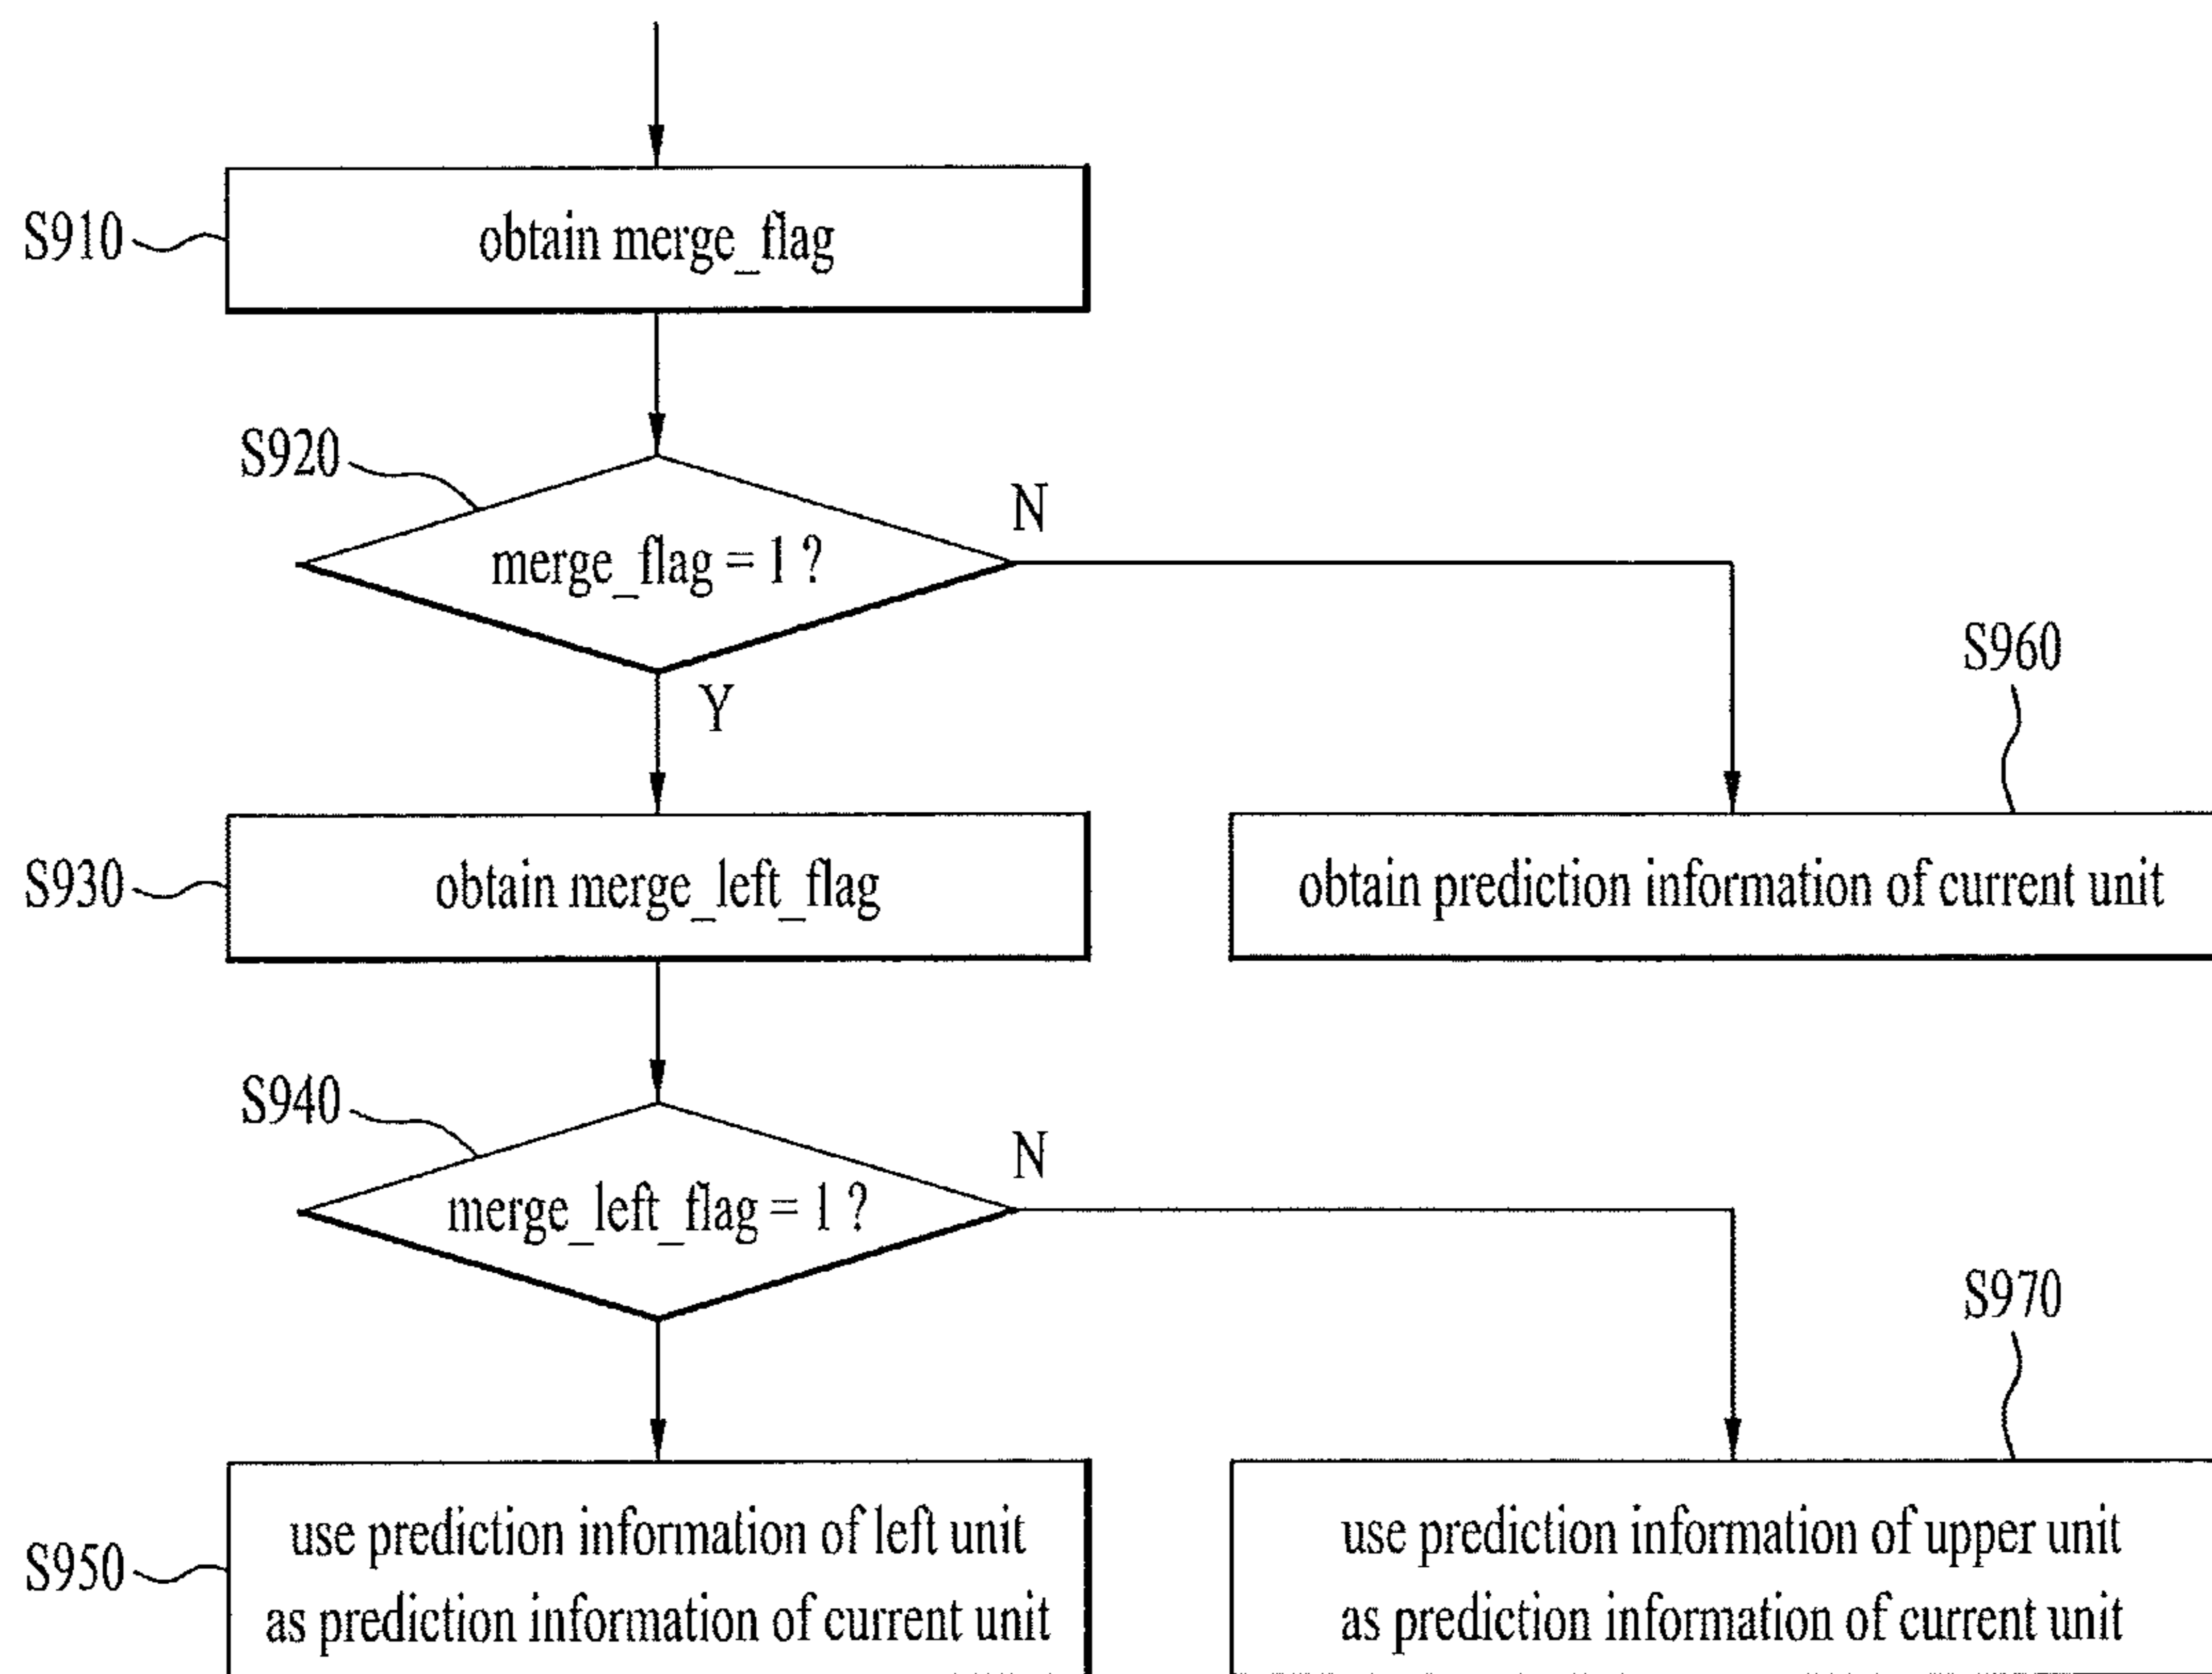 S910
obtain merge_flag
S920
merge_flag = 1 ?
N
Y
S960
S930
obtain merge_left_flag
obtain prediction information of current unit
S940
merge_left_flag = 1 ?
N
S970
S950
use prediction information of left unit
as prediction information of current unit
use prediction information of upper unit
as prediction information of current unit